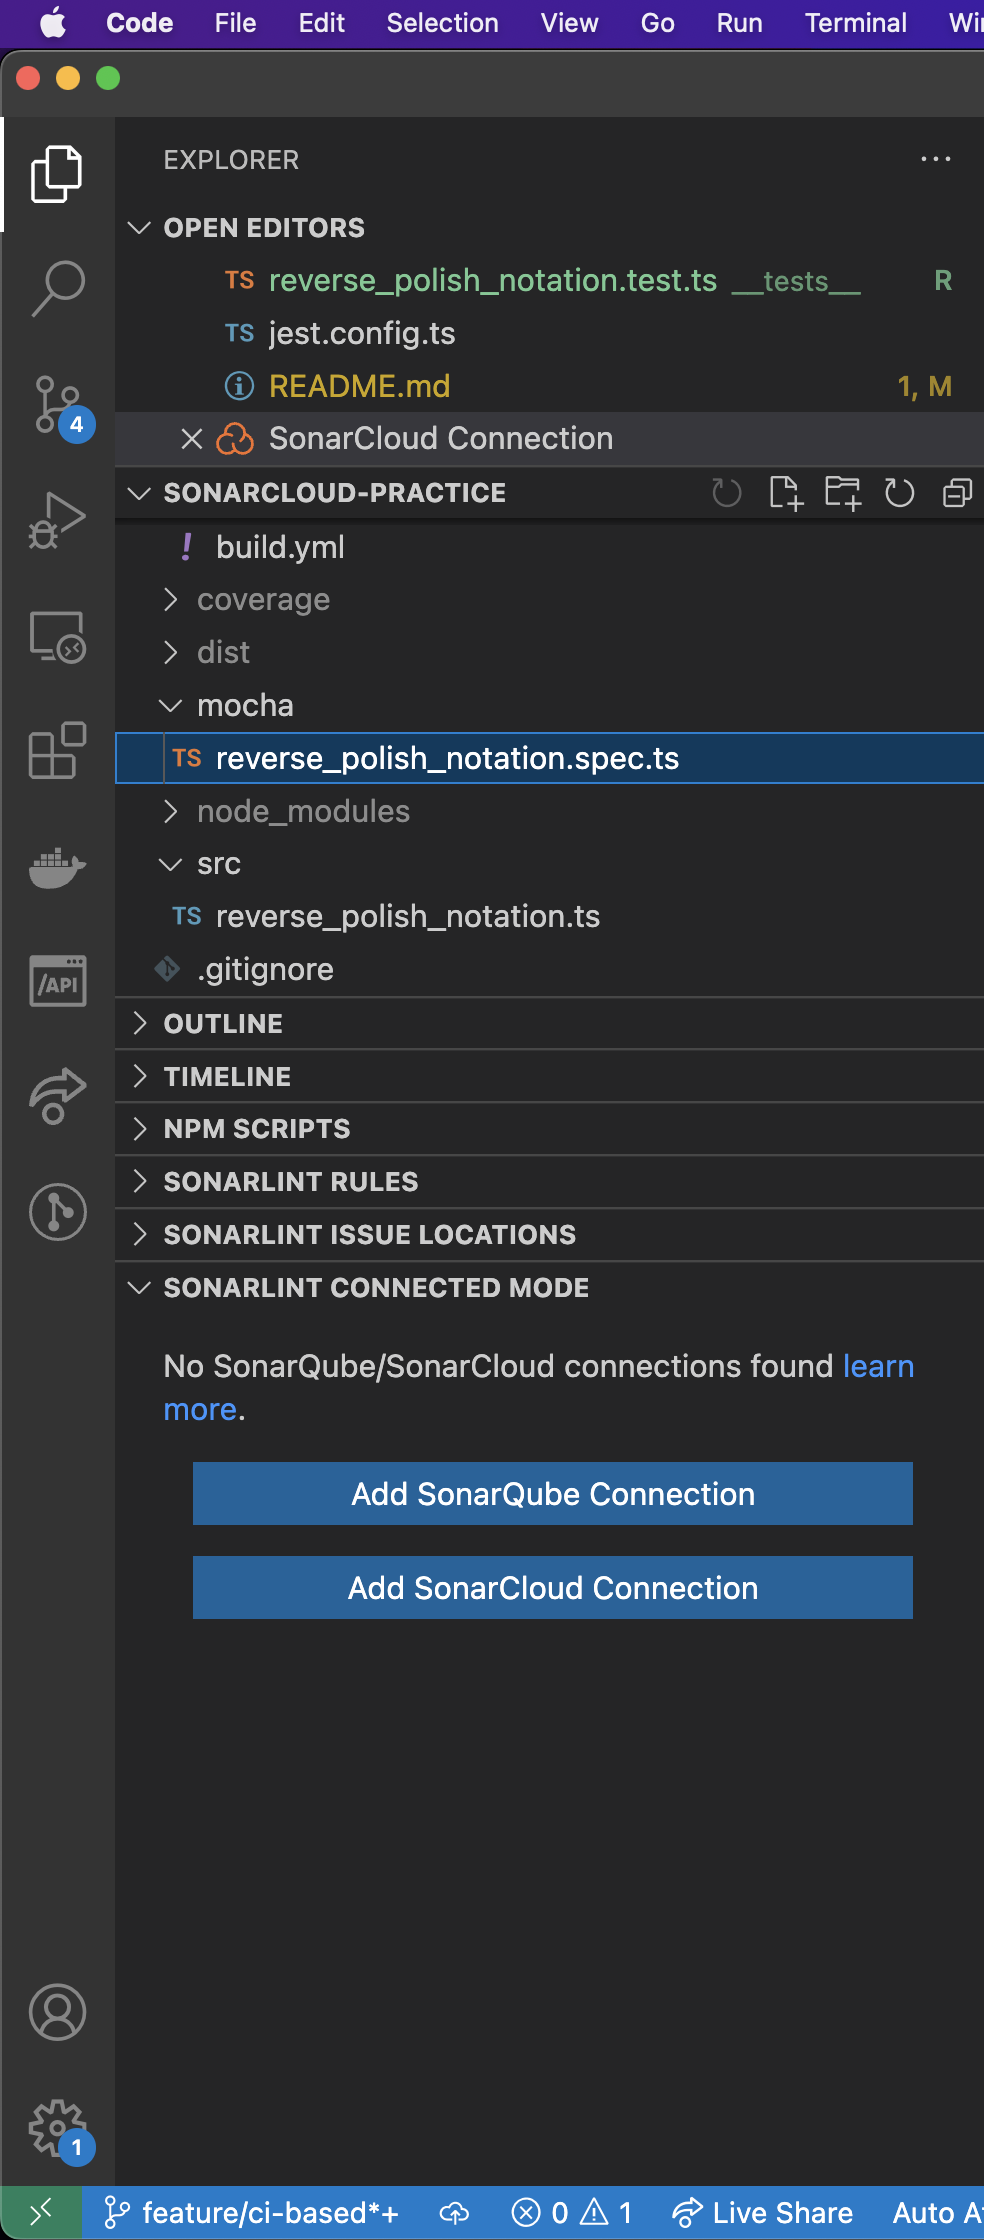 Code File Edit Selection View Go Run Terminal
EXPLORER
OPEN EDITORS
TS reverse_polish_notation.test.ts __tests__ R
TS jest.config.ts
README.md 1, M
SonarCloud Connection
SONARCLOUD-PRACTICE
! build.yml
coverage
dist
mocha
TS reverse_polish_notation.spec.ts
node_modules
src
TS reverse_polish_notation.ts
.gitignore
OUTLINE
TIMELINE
NPM SCRIPTS
SONARLINT RULES
SONARLINT ISSUE LOCATIONS
SONARLINT CONNECTED MODE
No SonarQube/SonarCloud connections found learn
more.
Add SonarQube Connection
Add SonarCloud Connection
4
/API
1
feature/ci-based*+ 0 1 Live Share Auto